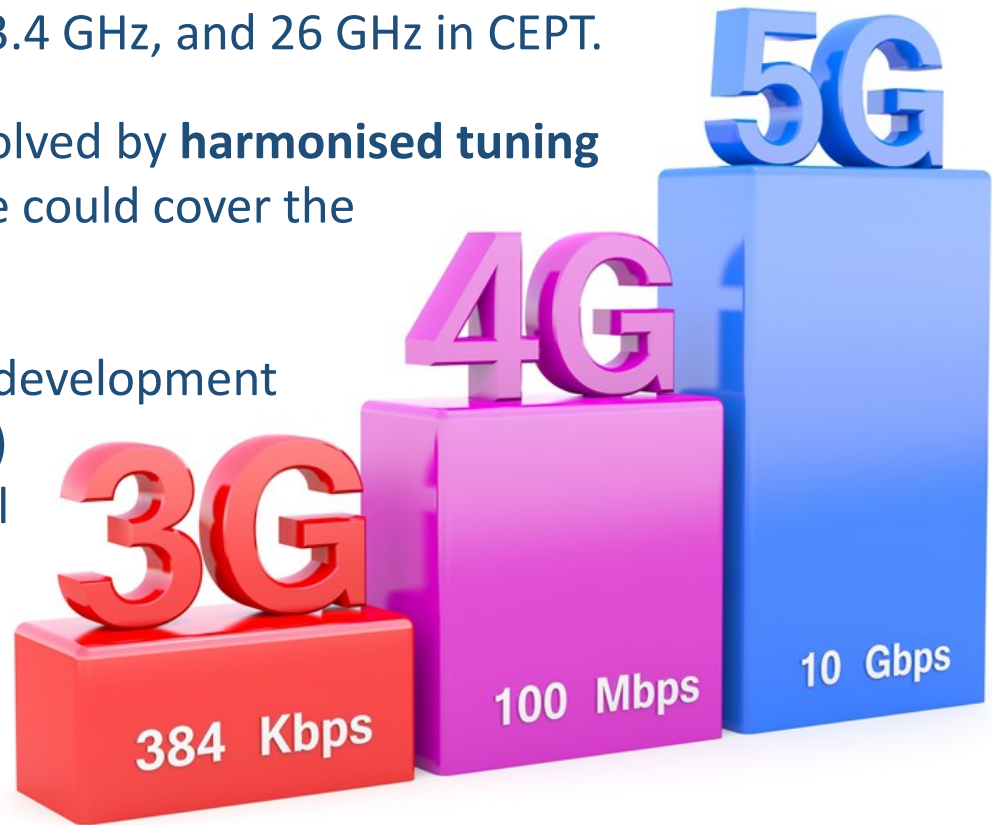 3.4 GHz, and 26 GHz in CEPT.
olved by harmonised tuning
e could cover the
development
)
l
5G
4G
3G
10 Gbps
100 Mbps
384 Kbps